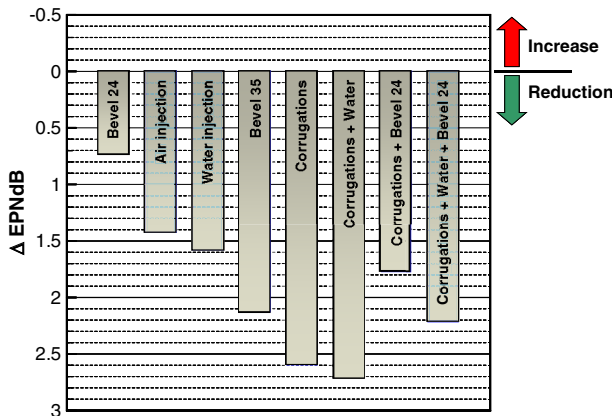 -0.5
0
0.5
1
1.5
2
2.5
3
Δ EPNdB
Bevel 24
Air injection
Water injection
Bevel 35
Corrugations
Corrugations + Water
Corrugations + Bevel 24
Corrugations + Water + Bevel 24
Increase
Reduction